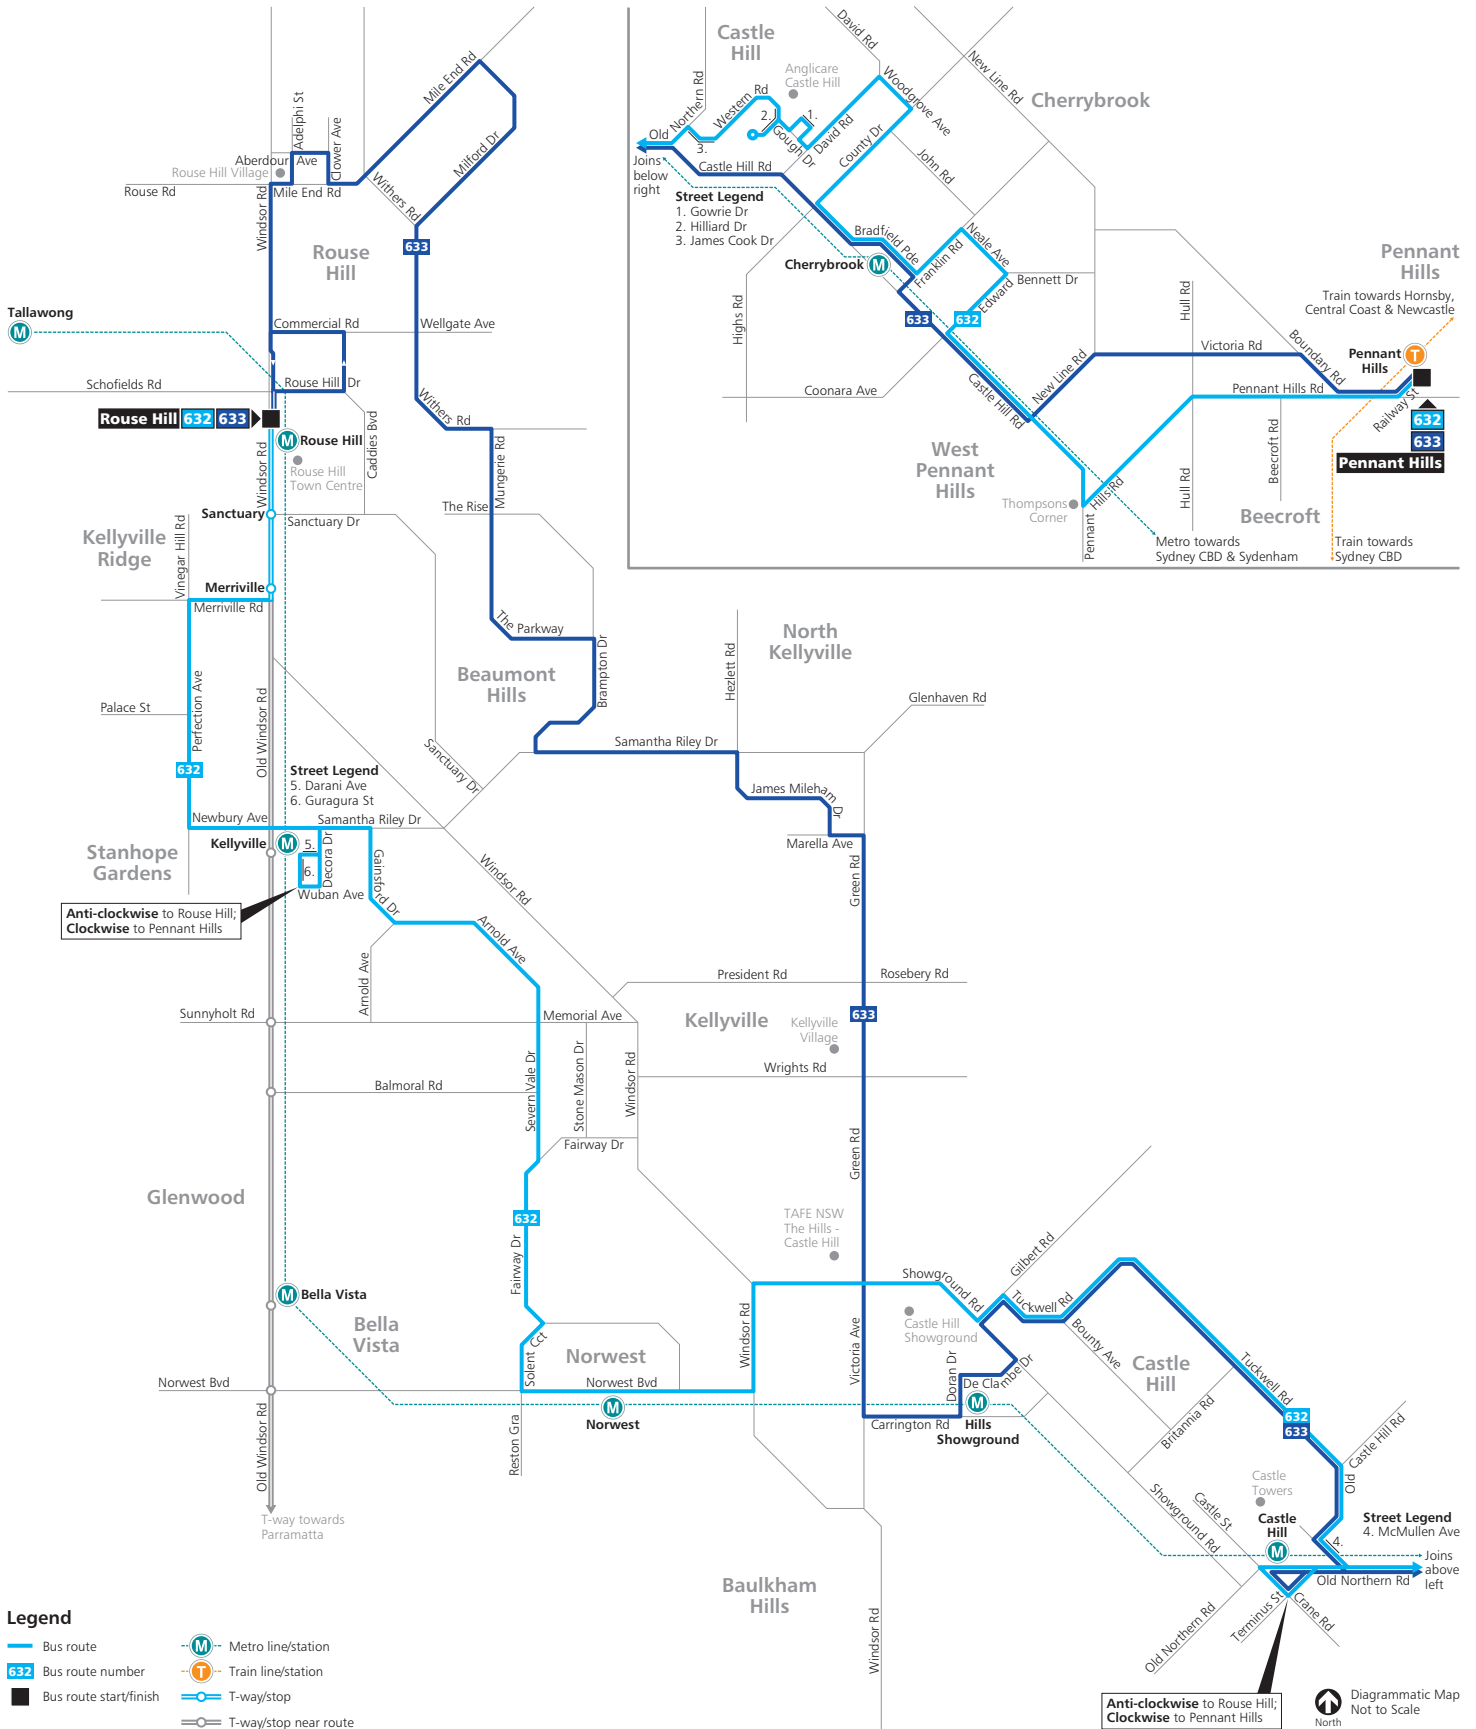 Castle
Hill
David Rd
New Line Rd
Anglicare
Castle Hill
Cherrybrook
Northern Rd
Western Rd
Woodgrove Ave
Old
2.
1.
Gough Dr
David Rd
County Dr
John Rd
3.
Joins
below
right
Castle Hill Rd
Street Legend
1. Gowrie Dr
2. Hilliard Dr
3. James Cook Dr
Bradfield Pde
Franklin Rd
Neale Ave
Cherrybrook
M
Edward
Bennett Dr
633
632
Highs Rd
Hull Rd
Pennant
Hills
Train towards Hornsby,
Central Coast & Newcastle
Victoria Rd
Boundary Rd
Pennant
Hills
T
New Line Rd
Coonara Ave
Castle Hill Rd
Pennant Hills Rd
Railway St
632
633
Pennant Hills
West
Pennant
Hills
Hull Rd
Beecroft Rd
Thompsons
Corner
Hills Rd
Pennant
Beecroft
Metro towards
Sydney CBD & Sydenham
Train towards
Sydney CBD
Mile End Rd
Adelphi St
Clower Ave
Milford Dr
Aberdour Ave
Rouse Hill Village
Rouse Rd
Mile End Rd
Withers Rd
Windsor Rd
Rouse
Hill
633
Tallawong
M
Commercial Rd
Wellgate Ave
Schofields Rd
Rouse Hill Dr
Withers Rd
Rouse Hill
632
633
M
Rouse Hill
Caddies Bvd
Mungerie Rd
Rouse Hill
Town Centre
Windsor Rd
Sanctuary
Sanctuary Dr
The Rise
Kellyville
Ridge
Vinegar Hill Rd
Merriville
Merriville Rd
The Parkway
North
Kellyville
Brampton Dr
Beaumont
Hills
Hezlett Rd
Glenhaven Rd
Palace St
Perfection Ave
Old Windsor Rd
Samantha Riley Dr
Sanctuary Dr
632
Street Legend
5. Darani Ave
6. Guragura St
James Mileham Dr
Newbury Ave
Samantha Riley Dr
Marella Ave
Stanhope
Gardens
Kellyville
M
5.
6.
Decora Dr
Wuban Ave
Gainsford Dr
Windsor Rd
Green Rd
Anti-clockwise to Rouse Hill;
Clockwise to Pennant Hills
Arnold Ave
Arnold Ave
President Rd
Rosebery Rd
Sunnyholt Rd
Memorial Ave
Kellyville
633
Kellyville
Village
Stone Mason Dr
Windsor Rd
Wrights Rd
Balmoral Rd
Severn Vale Dr
Fairway Dr
Green Rd
Glenwood
632
TAFE NSW
The Hills -
Castle Hill
Gilbert Rd
Fairway Dr
M
Bella Vista
Showground Rd
Tuckwell Rd
Bella
Vista
Castle Hill
Showground
Bounty Ave
Solent Cct
Norwest
Windsor Rd
Victoria Ave
Doran Dr
De Clambe Dr
Castle
Hill
Tuckwell Rd
Norwest Bvd
Norwest Bvd
M
Norwest
M
Hills
Showground
Carrington Rd
Britannia Rd
632
633
Castle Hill Rd
Reston Gra
Old Windsor Rd
Castle
Towers
Old
Castle St
Showground Rd
Castle
Hill
M
Street Legend
4. McMullen Ave
4.
T-way towards
Parramatta
Joins
above
left
Old Northern Rd
Baulkham
Hills
Terminus St
Crane Rd
Windsor Rd
Old Northern Rd
Anti-clockwise to Rouse Hill;
Clockwise to Pennant Hills
Legend
Bus route
632 Bus route number
Bus route start/finish
M Metro line/station
T Train line/station
T-way/stop
T-way/stop near route
North
Diagrammatic Map
Not to Scale